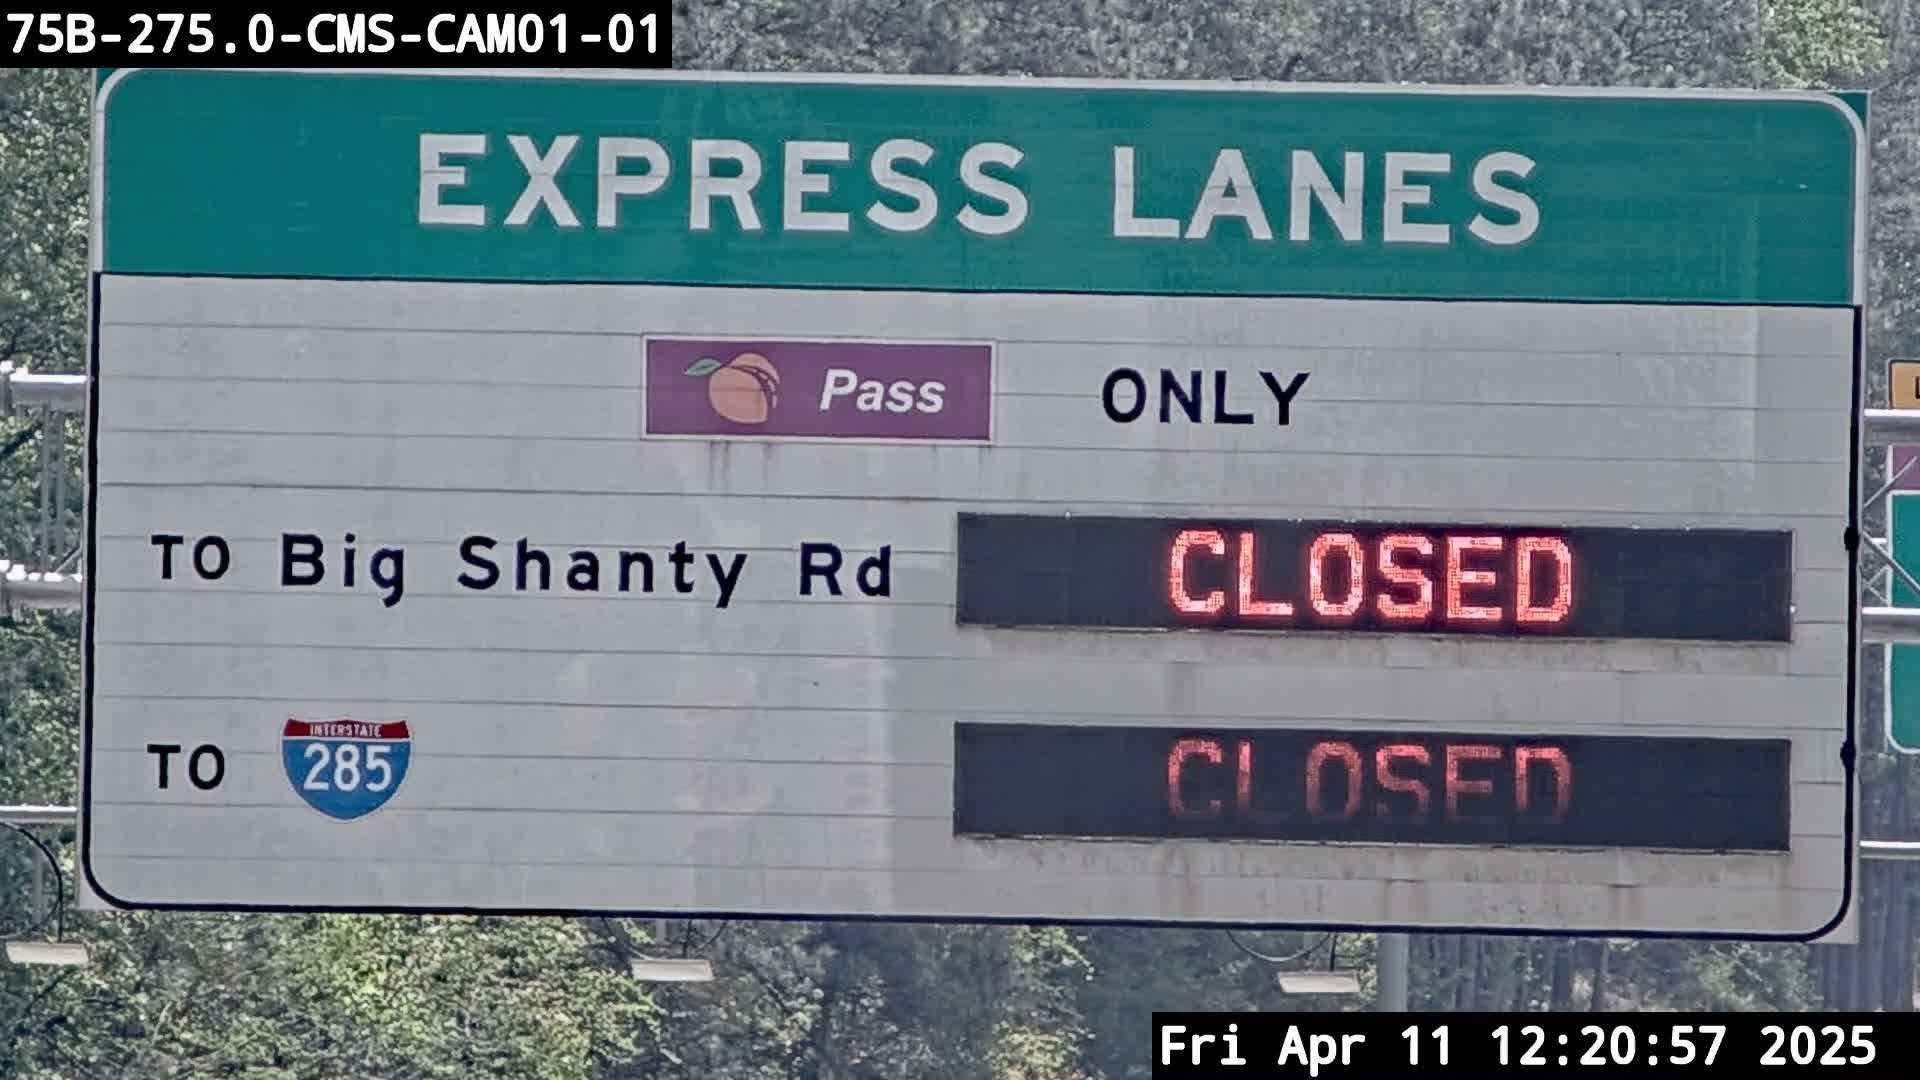 75B-275.0-CMS-CAM01-01
EXPRESS LANES
Pass ONLY
TO Big Shanty Rd CLOSED
TO INTERSTATE 285 CLOSED
Fri Apr 11 12:20:57 2025